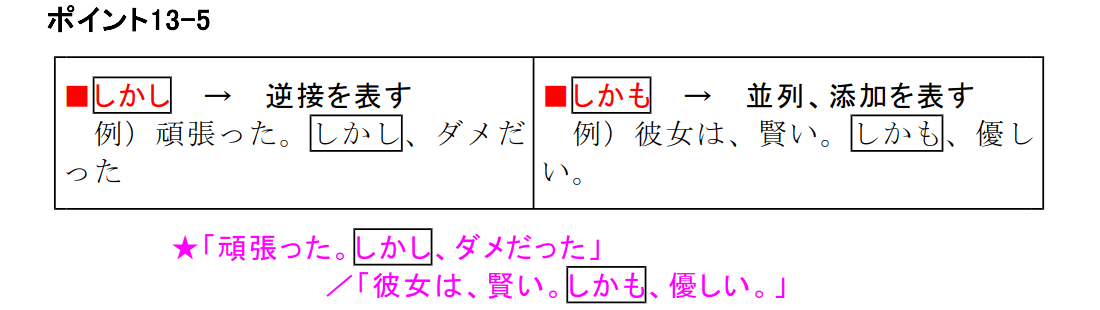 ポイント13-5
■しかし　→　逆接を表す
例）頑張った。しかし、ダメだ
った
■しかも　→　並列、添加を表す
例）彼女は、賢い。しかも、優し
い。
★「頑張った。しかし、ダメだった」
／「彼女は、賢い。しかも、優しい。」